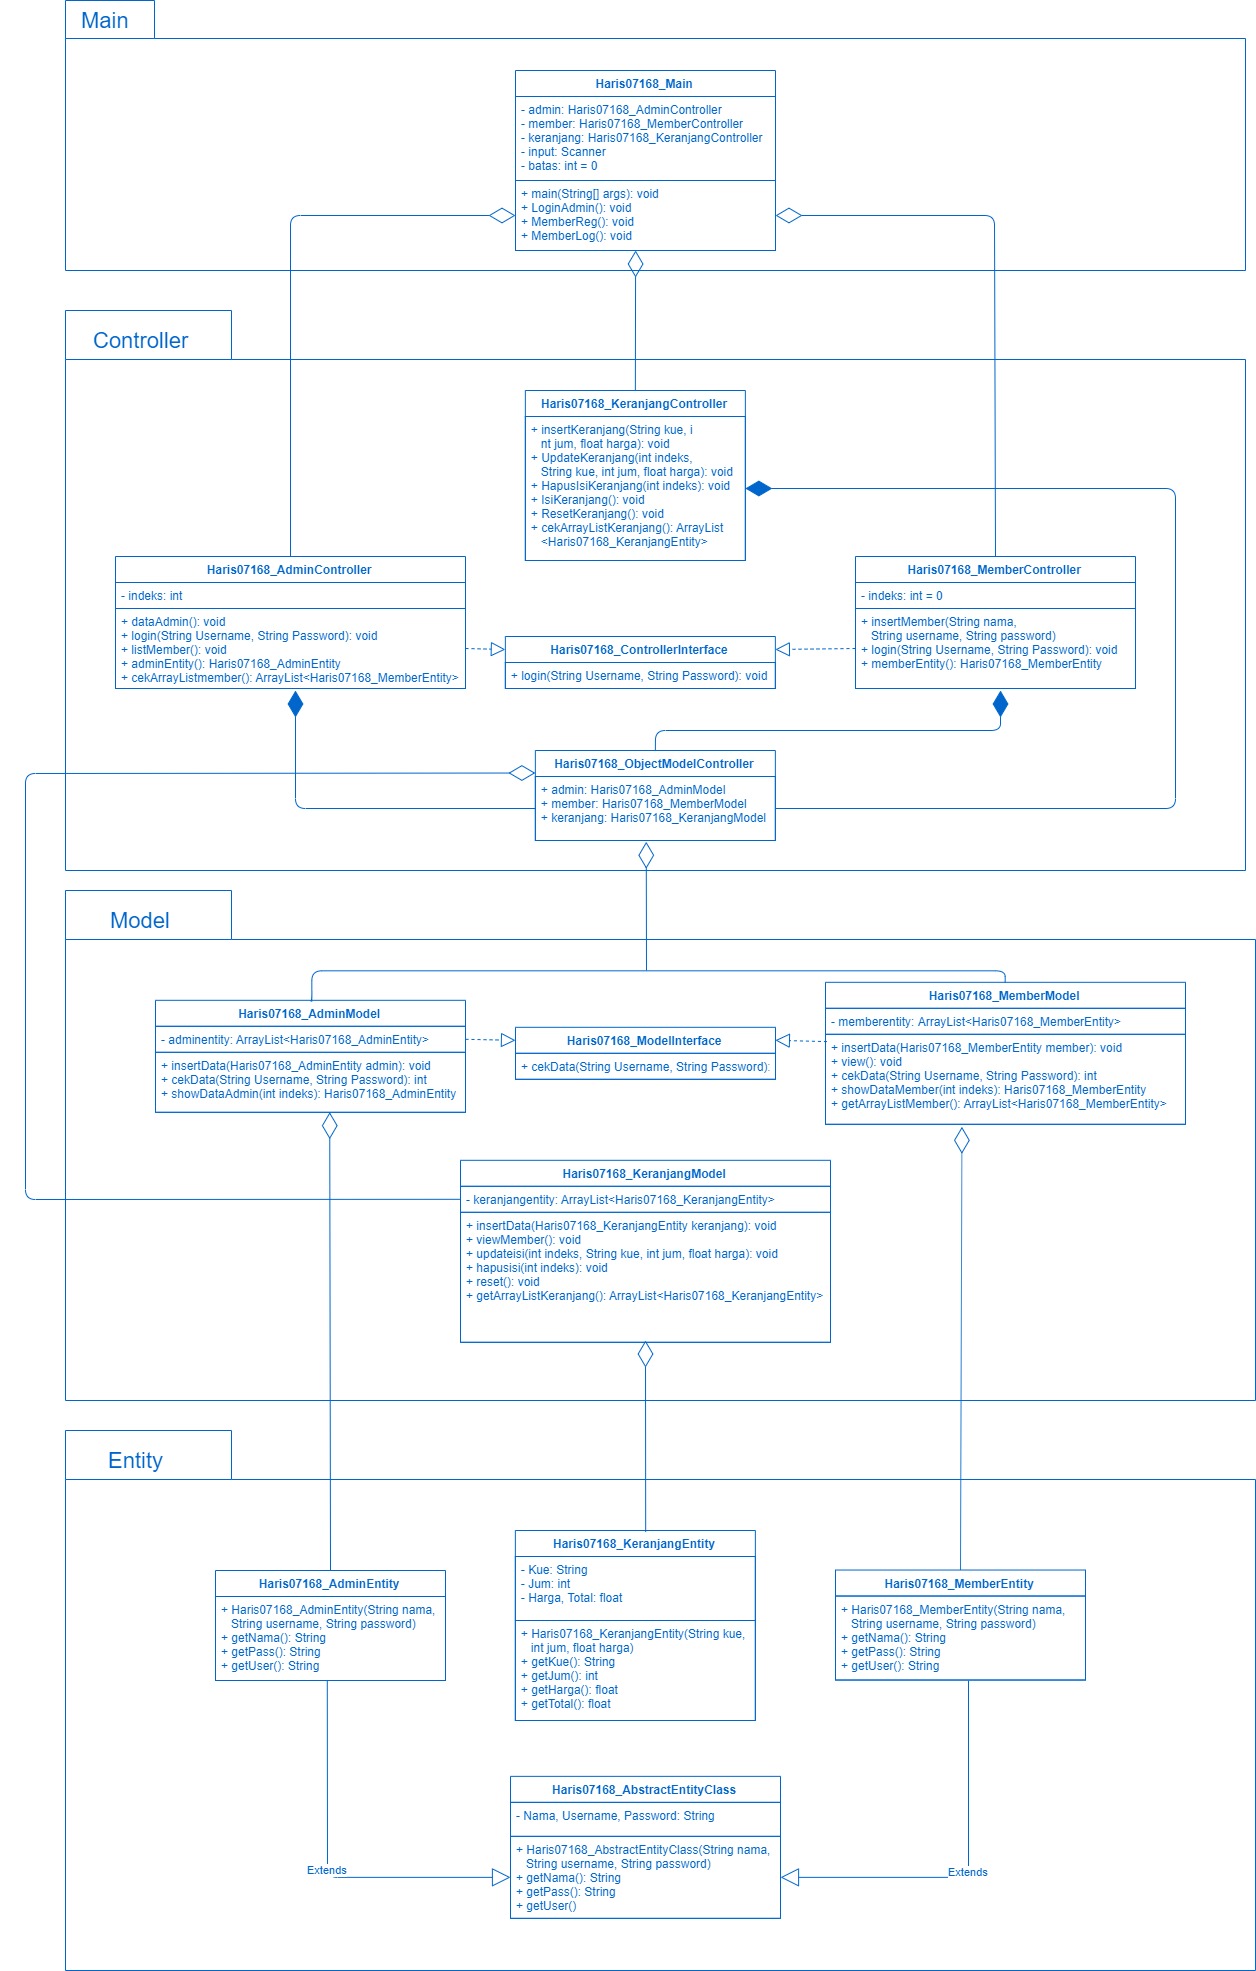 Main
Haris07168_Main
- admin: Haris07168_AdminController
- member: Haris07168_MemberController
- keranjang: Haris07168_KeranjangController
- input: Scanner
- batas: int = 0
+ main(String[] args): void
+ LoginAdmin(): void
+ MemberReg(): void
+ MemberLog(): void
Controller
Haris07168_KeranjangController
+ insertKeranjang(String kue, i
nt jum, float harga): void
+ UpdateKeranjang(int indeks,
String kue, int jum, float harga): void
+ HapusIsiKeranjang(int indeks): void
+ IsiKeranjang(): void
+ ResetKeranjang(): void
+ cekArrayListKeranjang(): ArrayList
<Haris07168_KeranjangEntity>
Haris07168_AdminController
- indeks: int
+ dataAdmin(): void
+ login(String Username, String Password): void
+ listMember(): void
+ adminEntity(): Haris07168_AdminEntity
+ cekArrayListmember(): ArrayList<Haris07168_MemberEntity>
Haris07168_ControllerInterface
+ login(String Username, String Password): void
Haris07168_MemberController
- indeks: int = 0
+ insertMember(String nama,
String username, String password)
+ login(String Username, String Password): void
+ memberEntity(): Haris07168_MemberEntity
Haris07168_ObjectModelController
+ admin: Haris07168_AdminModel
+ member: Haris07168_MemberModel
+ keranjang: Haris07168_KeranjangModel
Model
Haris07168_AdminModel
- adminentity: ArrayList<Haris07168_AdminEntity>
+ insertData(Haris07168_AdminEntity admin): void
+ cekData(String Username, String Password): int
+ showDataAdmin(int indeks): Haris07168_AdminEntity
Haris07168_ModelInterface
+ cekData(String Username, String Password):
Haris07168_MemberModel
- memberentity: ArrayList<Haris07168_MemberEntity>
+ insertData(Haris07168_MemberEntity member): void
+ view(): void
+ cekData(String Username, String Password): int
+ showDataMember(int indeks): Haris07168_MemberEntity
+ getArrayListMember(): ArrayList<Haris07168_MemberEntity>
Haris07168_KeranjangModel
- keranjangentity: ArrayList<Haris07168_KeranjangEntity>
+ insertData(Haris07168_KeranjangEntity keranjang): void
+ viewMember(): void
+ updateisi(int indeks, String kue, int jum, float harga): void
+ hapusisi(int indeks): void
+ reset(): void
+ getArrayListKeranjang(): ArrayList<Haris07168_KeranjangEntity>
Entity
Haris07168_AdminEntity
+ Haris07168_AdminEntity(String nama,
String username, String password)
+ getNama(): String
+ getPass(): String
+ getUser(): String
Haris07168_KeranjangEntity
- Kue: String
- Jum: int
- Harga, Total: float
+ Haris07168_KeranjangEntity(String kue,
int jum, float harga)
+ getKue(): String
+ getJum(): int
+ getHarga(): float
+ getTotal(): float
Haris07168_MemberEntity
+ Haris07168_MemberEntity(String nama,
String username, String password)
+ getNama(): String
+ getPass(): String
+ getUser(): String
Haris07168_AbstractEntityClass
- Nama, Username, Password: String
+ Haris07168_AbstractEntityClass(String nama,
String username, String password)
+ getNama(): String
+ getPass(): String
+ getUser()
Extends
Extends